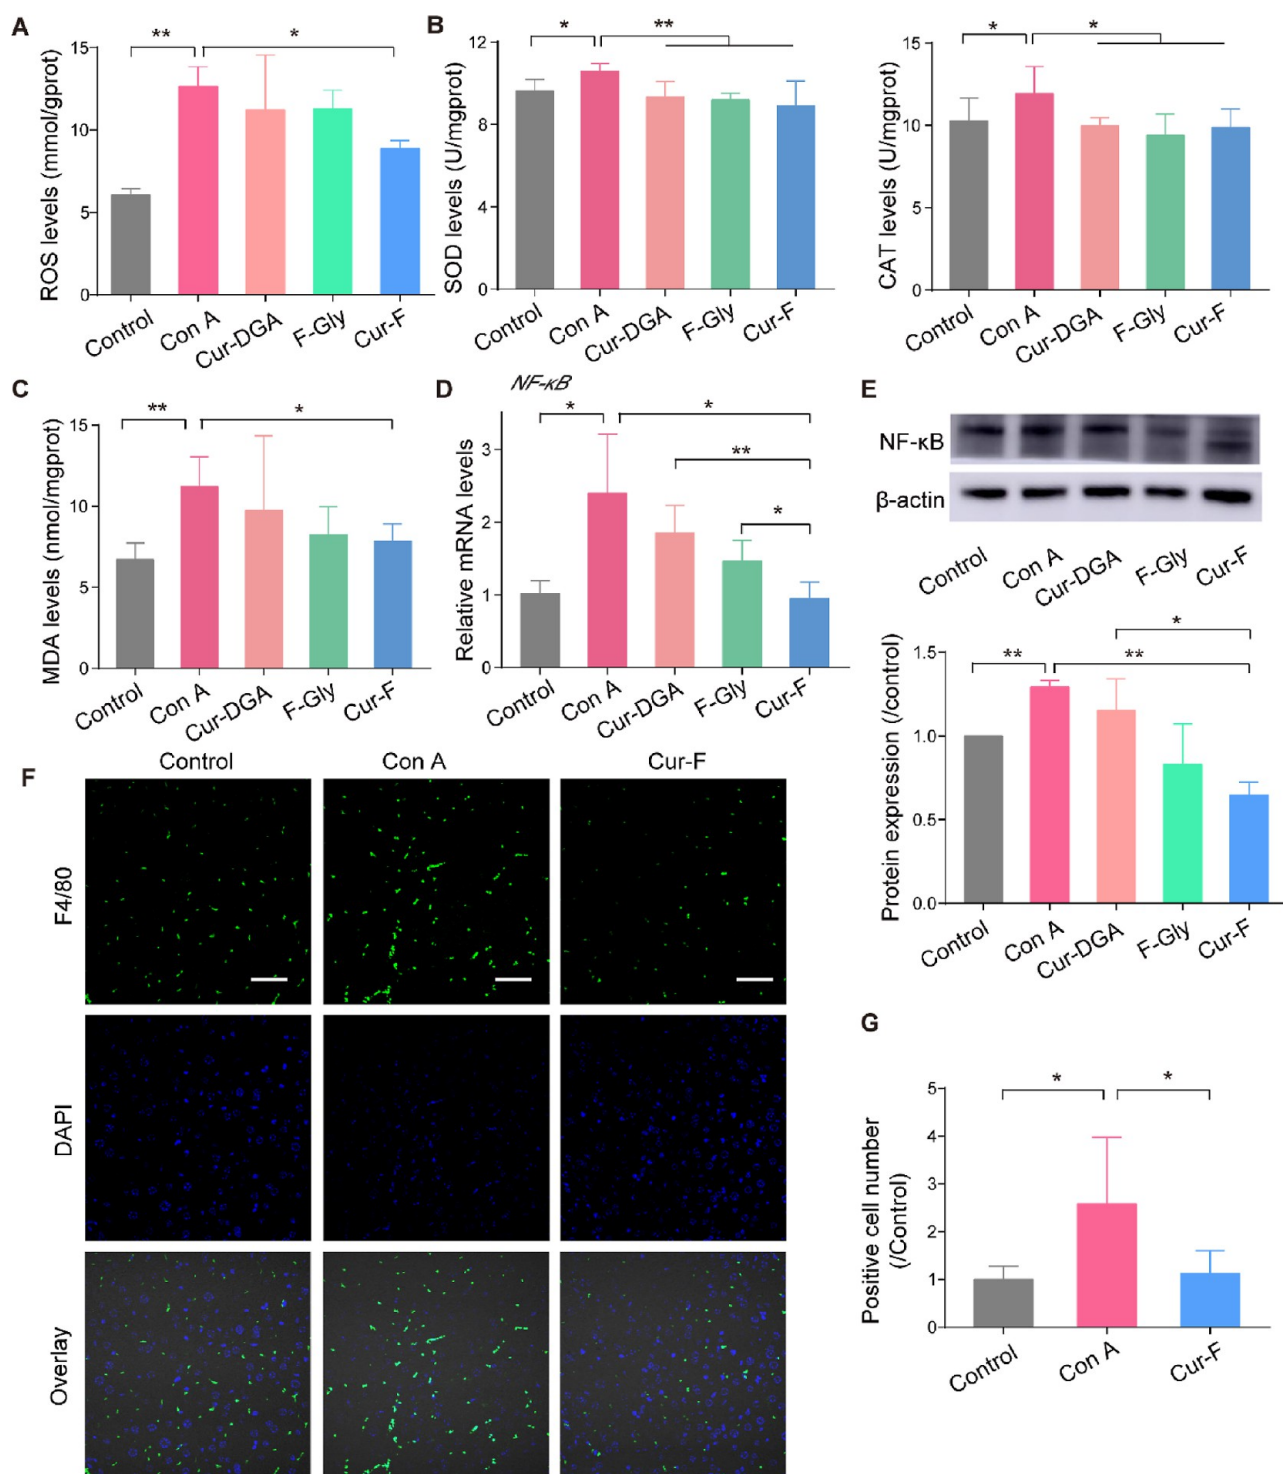 A
ROS levels (mmol/gprot)
15
10
5
0
**
*
Control
Con A
Cur-DGA
F-Gly
Cur-F
B
SOD levels (U/mgprot)
12
8
4
0
*
**
Control
Con A
Cur-DGA
F-Gly
Cur-F
CAT levels (U/mgprot)
15
10
5
0
*
*
Control
Con A
Cur-DGA
F-Gly
Cur-F
C
MDA levels (nmol/mgprot)
15
10
5
0
**
*
Control
Con A
Cur-DGA
F-Gly
Cur-F
D
NF-κB
Relative mRNA levels
3
2
1
0
*
*
**
*
Control
Con A
Cur-DGA
F-Gly
Cur-F
E
NF-κB
β-actin
Control
Con A
Cur-DGA
F-Gly
Cur-F
Protein expression (/control)
1.5
1.0
0.5
0.0
**
**
*
Control
Con A
Cur-DGA
F-Gly
Cur-F
F
Control
Con A
Cur-F
F4/80
DAPI
Overlay
G
Positive cell number
(/Control)
5
4
3
2
1
0
*
*
Control
Con A
Cur-F